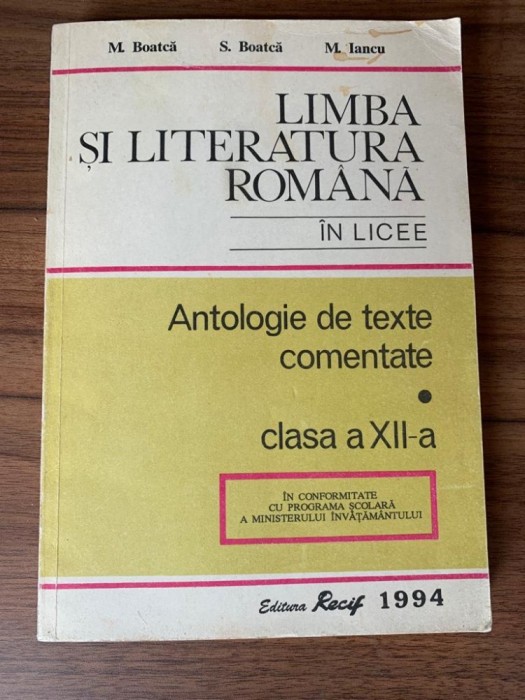 M. Boatcă S. Boatcă M. Iancu
LIMBA
ȘI LITERATURA
ROMÂNĂ
ÎN LICEE
Antologie de texte
comentate
•
clasa a XII-a
ÎN CONFORMITATE
CU PROGRAMA ȘCOLARĂ
A MINISTERULUI ÎNVĂȚĂMÂNTULUI
Editura Recif 1994